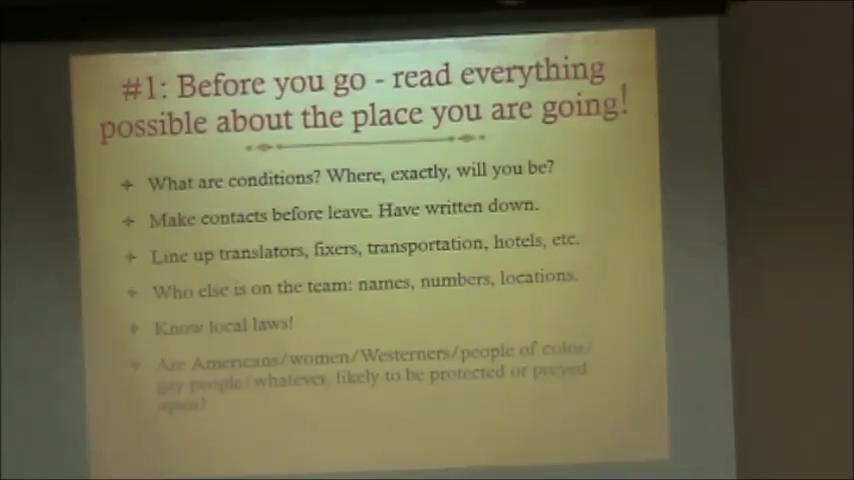 #1: Before you go - read everything
possible about the place you are going!
What are conditions? Where, exactly, will you be?
Make contacts before leave. Have written down.
Line up translators, fixers, transportation, hotels, etc.
Who else is on the team: names, numbers, locations.
Know local laws!
Are Americans/women/Westerners/people of color/
gay people/whatever likely to be protected or preyed
upon?